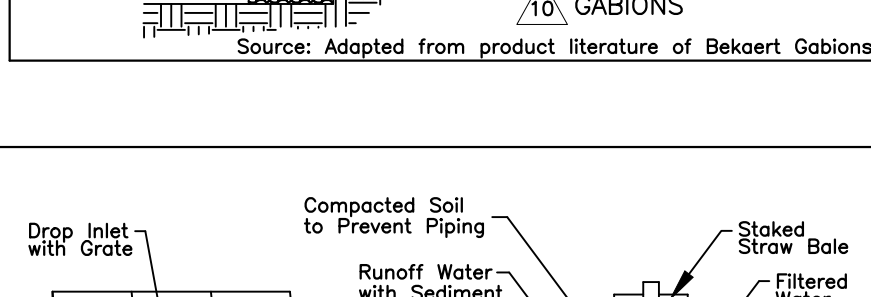 10 GABIONS
Source: Adapted from product literature of Bekaert Gabions
Compacted Soil
to Prevent Piping
Drop Inlet
with Grate
Staked
Straw Bale
Runoff Water
with Sediment
Filtered
Water